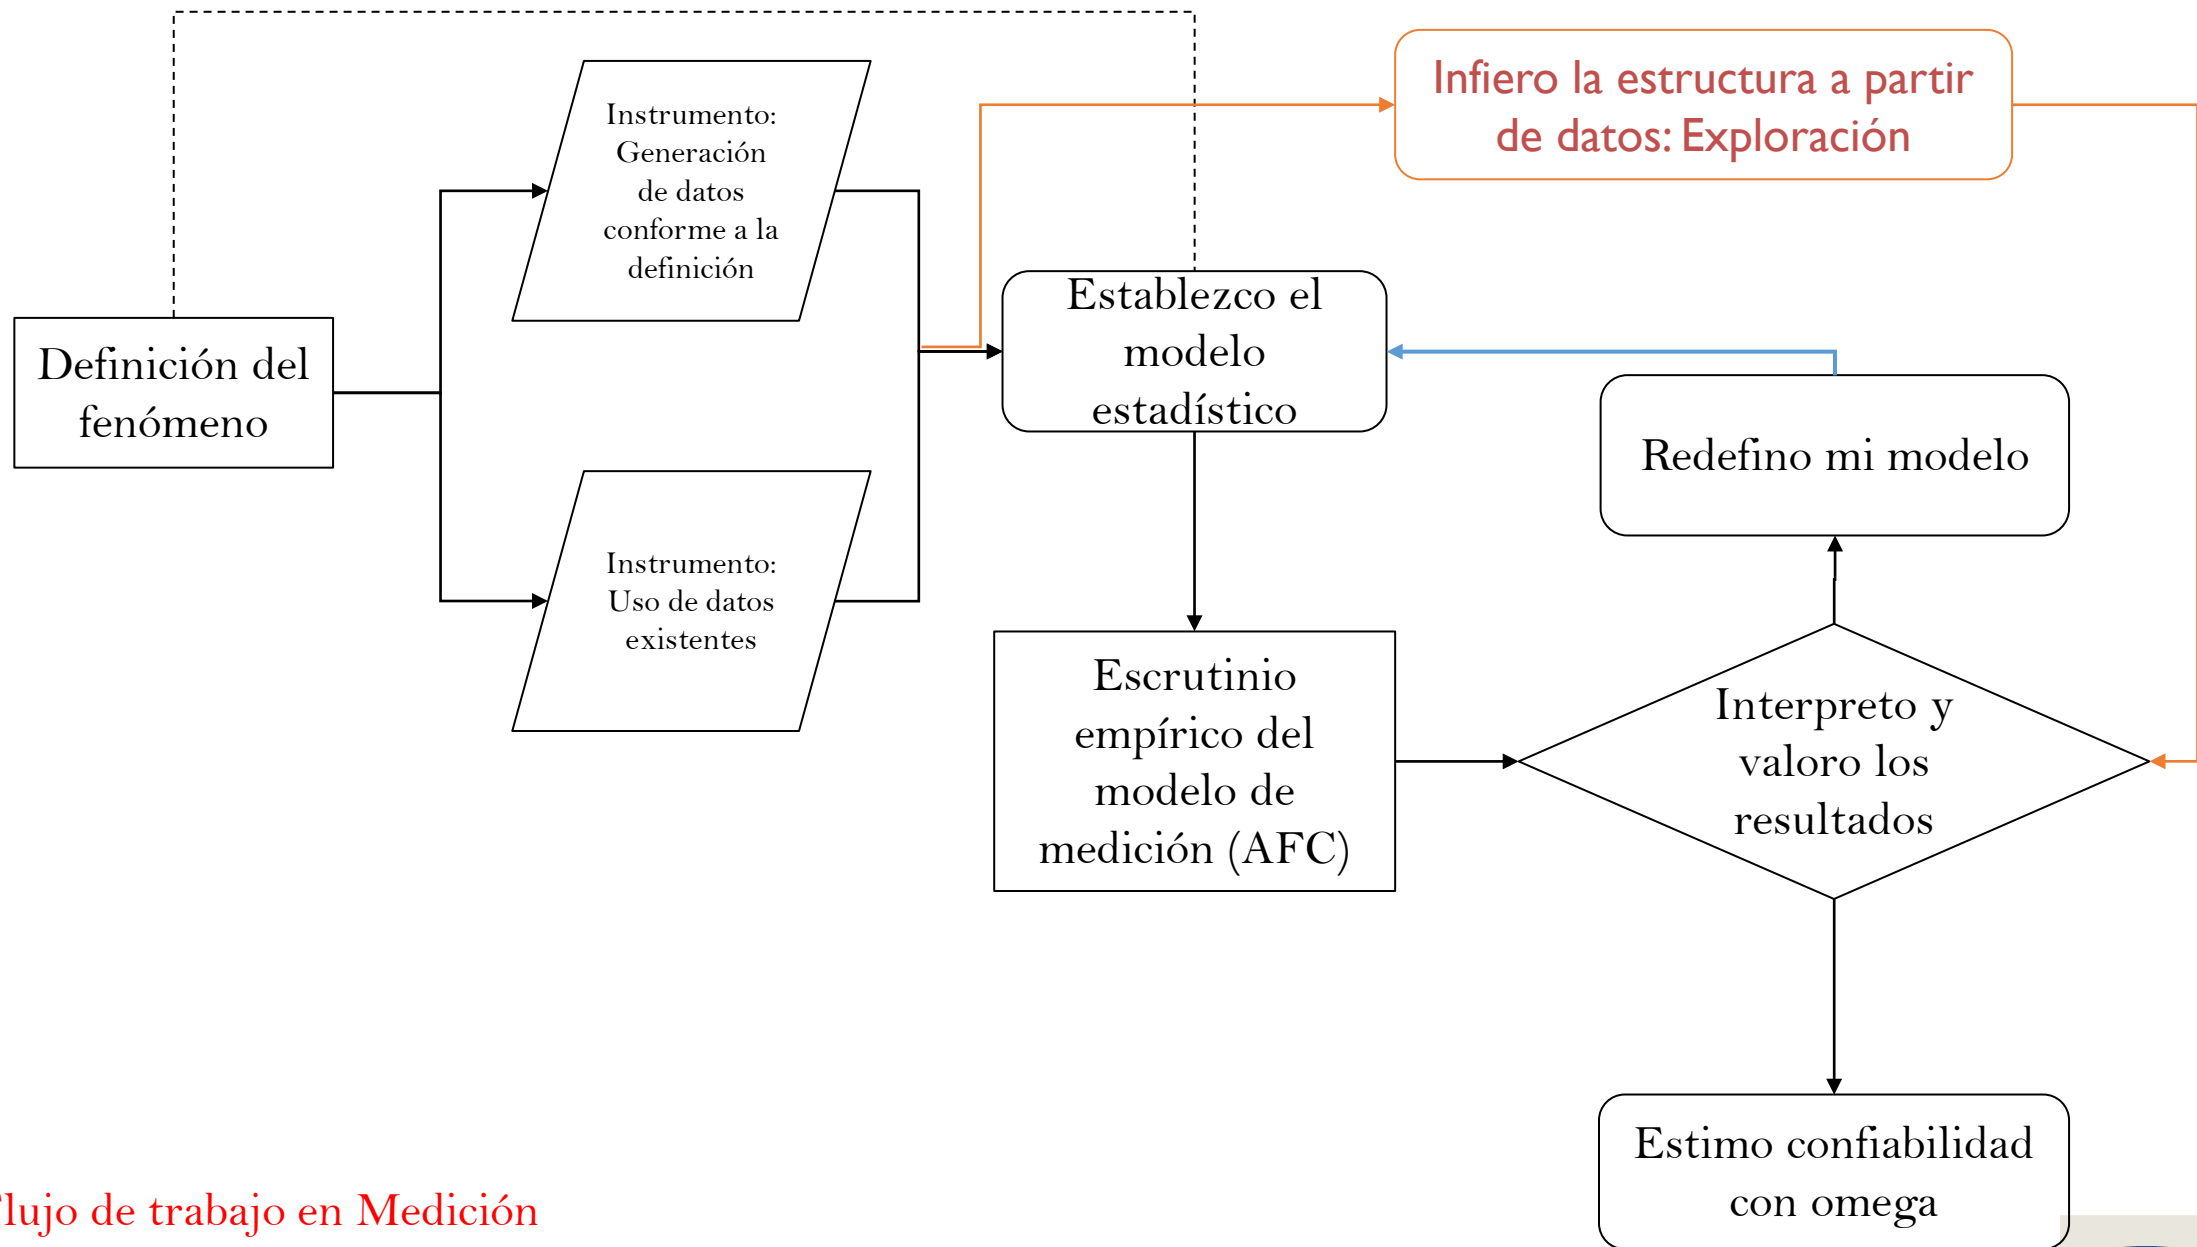 Infiero la estructura a partir
de datos: Exploración
Instrumento:
Generación
de datos
conforme a la
definición
Establezco el
modelo
estadístico
Definición del
fenómeno
Redefino mi modelo
Instrumento:
Uso de datos
existentes
Escrutinio
empírico del
modelo de
medición (AFC)
Interpreto y
valoro los
resultados
Estimo confiabilidad
con omega
lujo de trabajo en Medición